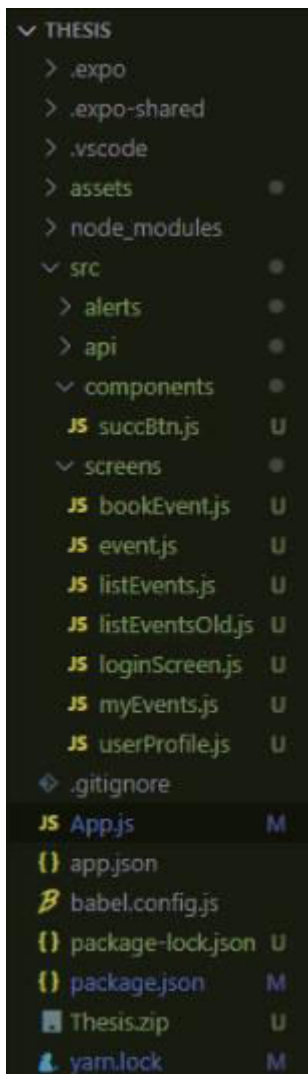 THESIS
.expo
.expo-shared
.vscode
assets
node_modules
src
alerts
api
components
JS succBtn.js U
screens
JS bookEvent.js U
JS event.js U
JS listEvents.js U
JS listEventsOld.js U
JS loginScreen.js U
JS myEvents.js U
JS userProfile.js U
.gitignore
JS App.js M
{} app.json
B babel.config.js
{} package-lock.json U
{} package.json M
Thesis.zip U
yarn.lock M